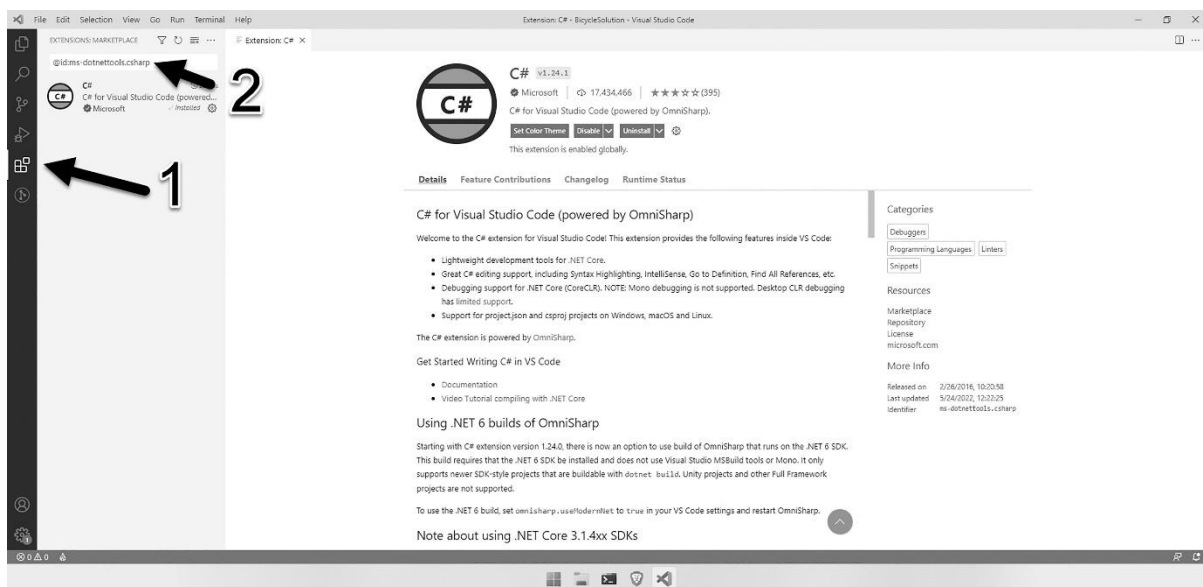 File Edit Selection View Go Run Terminal Help
Extension: C# - BicycleSolution - Visual Studio Code
EXTENSIONS: MARKETPLACE
Extension: C#
@id:ms-dotnettools.csharp
2
C#
C# for Visual Studio Code (powered...
Microsoft
Installed
1
C#
C# v1.24.1
Microsoft 17,434,466 (395)
C# for Visual Studio Code (powered by OmniSharp).
Set Color Theme Disable Uninstall
This extension is enabled globally.
Details Feature Contributions Changelog Runtime Status
C# for Visual Studio Code (powered by OmniSharp)
Welcome to the C# extension for Visual Studio Code! This extension provides the following features inside VS Code:
• Lightweight development tools for .NET Core.
• Great C# editing support, including Syntax Highlighting, IntelliSense, Go to Definition, Find All References, etc.
• Debugging support for .NET Core (CoreCLR). NOTE: Mono debugging is not supported. Desktop CLR debugging
has limited support.
• Support for project.json and csproj projects on Windows, macOS and Linux.
The C# extension is powered by OmniSharp.
Get Started Writing C# in VS Code
• Documentation
• Video Tutorial compiling with .NET Core
Using .NET 6 builds of OmniSharp
Starting with C# extension version 1.24.0, there is now an option to use build of OmniSharp that runs on the .NET 6 SDK.
This build requires that the .NET 6 SDK be installed and does not use Visual Studio MSBuild tools or Mono. It only
supports newer SDK-style projects that are buildable with dotnet build. Unity projects and other Full Framework
projects are not supported.
To use the .NET 6 build, set omnisharp.useModernNet to true in your VS Code settings and restart OmniSharp.
Note about using .NET Core 3.1.4xx SDKs
Categories
Debuggers
Programming Languages Linters
Snippets
Resources
Marketplace
Repository
License
microsoft.com
More Info
Released on 2/26/2016, 10:20:58
Last updated 5/24/2022, 12:22:25
Identifier ms-dotnettools.csharp
1
0 0